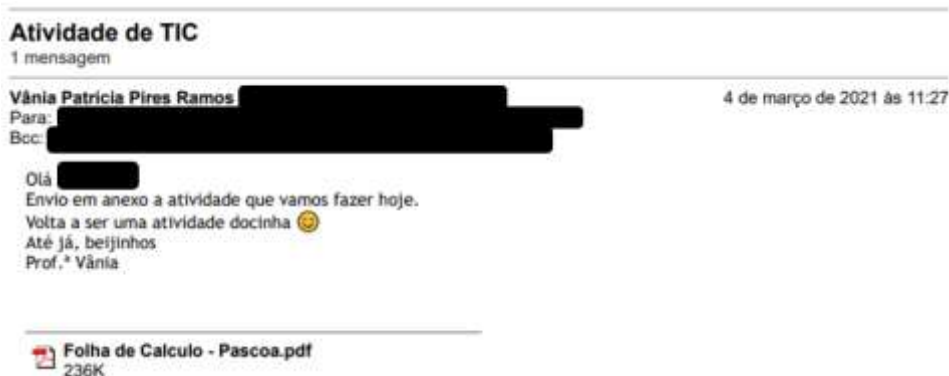 Atividade de TIC
1 mensagem
Vânia Patricia Pires Ramos
4 de março de 2021 às 11:27
Para:
Bcc:
Olá
Envio em anexo a atividade que vamos fazer hoje.
Volta a ser uma atividade docinha
Até já, beijinhos
Prof.ª Vânia
Folha de Calculo - Pascoa.pdf
236K